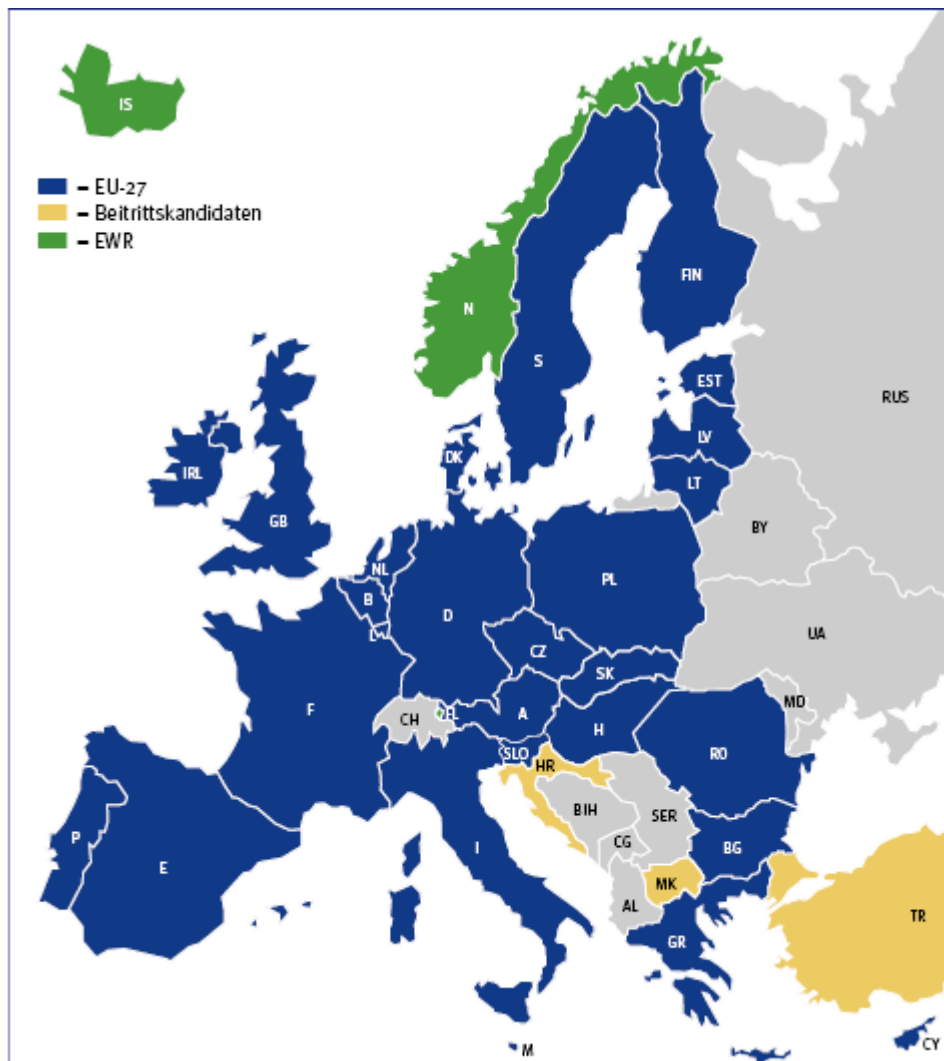 IS
= EU-27
= Beitrittskandidaten
= EWR
N
S
FIN
EST
RUS
LV
DK
LT
IRL
GB
BY
NL
PL
B
D
L
UA
CZ
SK
MD
F
CH
FL
A
H
SLO
RO
HR
BIH
SER
P
CG
BG
E
I
MK
AL
TR
GR
M
CY